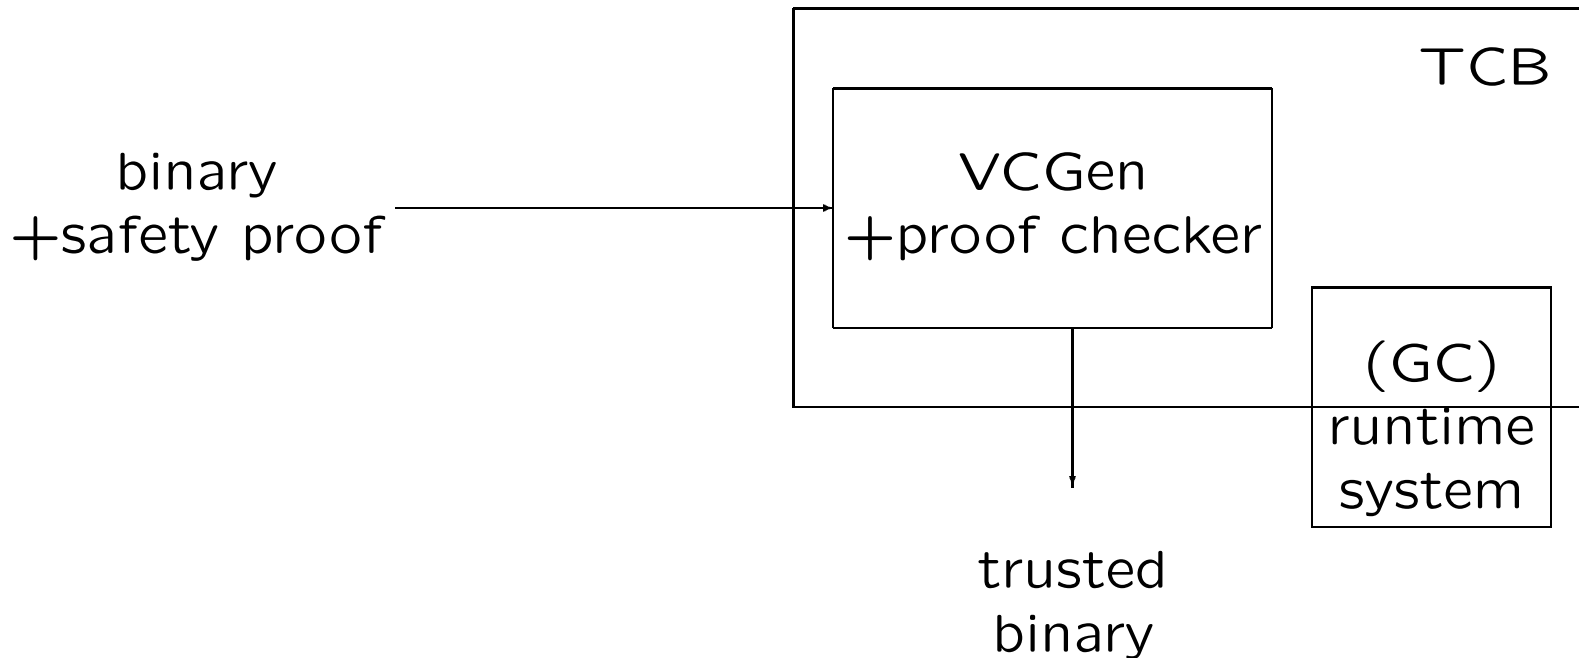 TCB
binary
+safety proof
VCGen
+proof checker
(GC)
runtime
system
trusted
binary